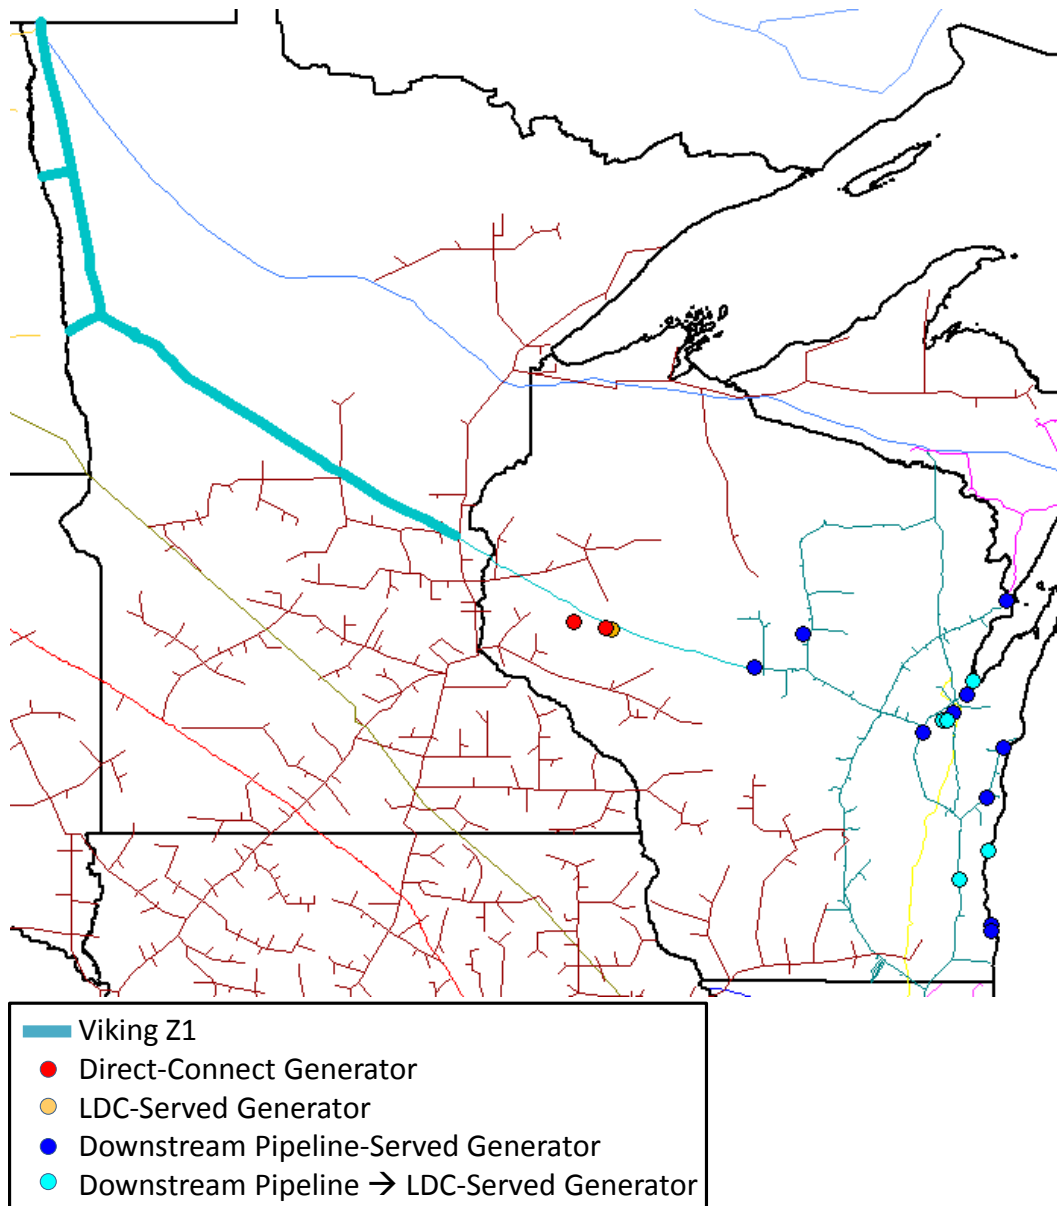 Viking Z1
Direct-Connect Generator
LDC-Served Generator
Downstream Pipeline-Served Generator
Downstream Pipeline → LDC-Served Generator